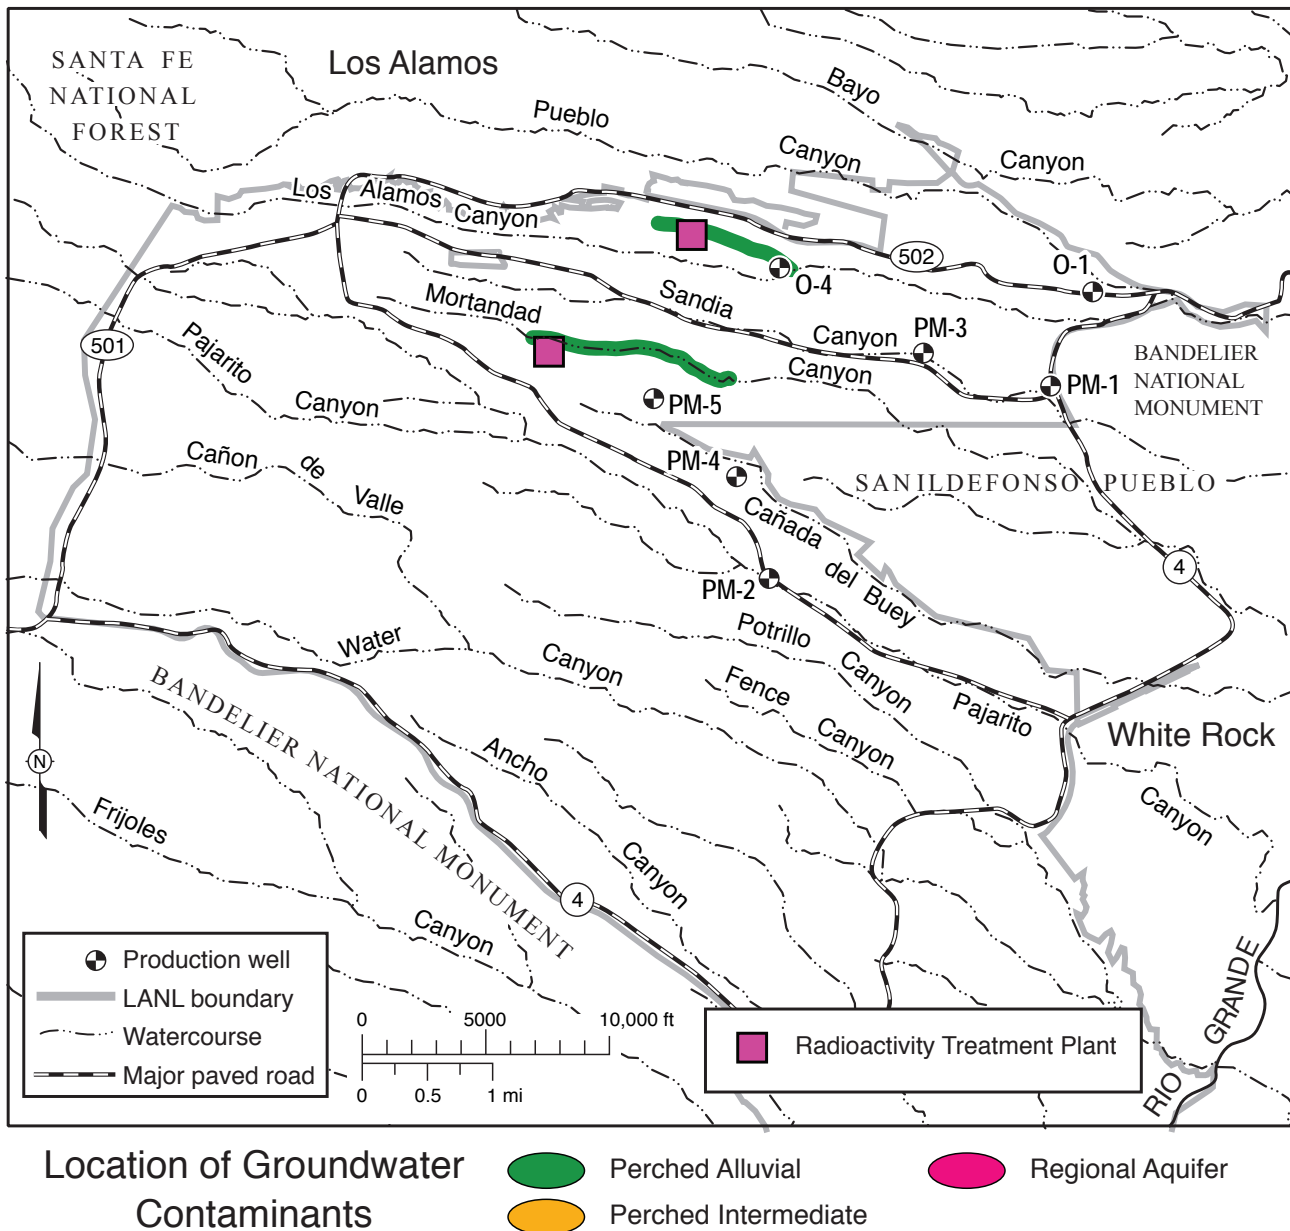 SANTA FE
NATIONAL
FOREST
Los Alamos
Bayo
Pueblo
Canyon
Canyon
Los Alamos Canyon
502
O-1
O-4
Mortandad
Sandia
Canyon
PM-3
501
Pajarito
Canyon
Canyon
BANDELIER
NATIONAL
MONUMENT
PM-1
PM-5
Cañon de Valle
PM-4
SAN ILDEFONSO PUEBLO
Cañada del Buey
4
PM-2
Water
Canyon
Potrillo
Canyon
Fence
Canyon
Pajarito
White Rock
Canyon
BANDELIER NATIONAL MONUMENT
N
Ancho
Canyon
Frijoles
Canyon
4
RIO GRANDE
Production well
LANL boundary
Watercourse
Major paved road
0 5000 10,000 ft
0 0.5 1 mi
Radioactivity Treatment Plant
Location of Groundwater
Contaminants
Perched Alluvial
Regional Aquifer
Perched Intermediate